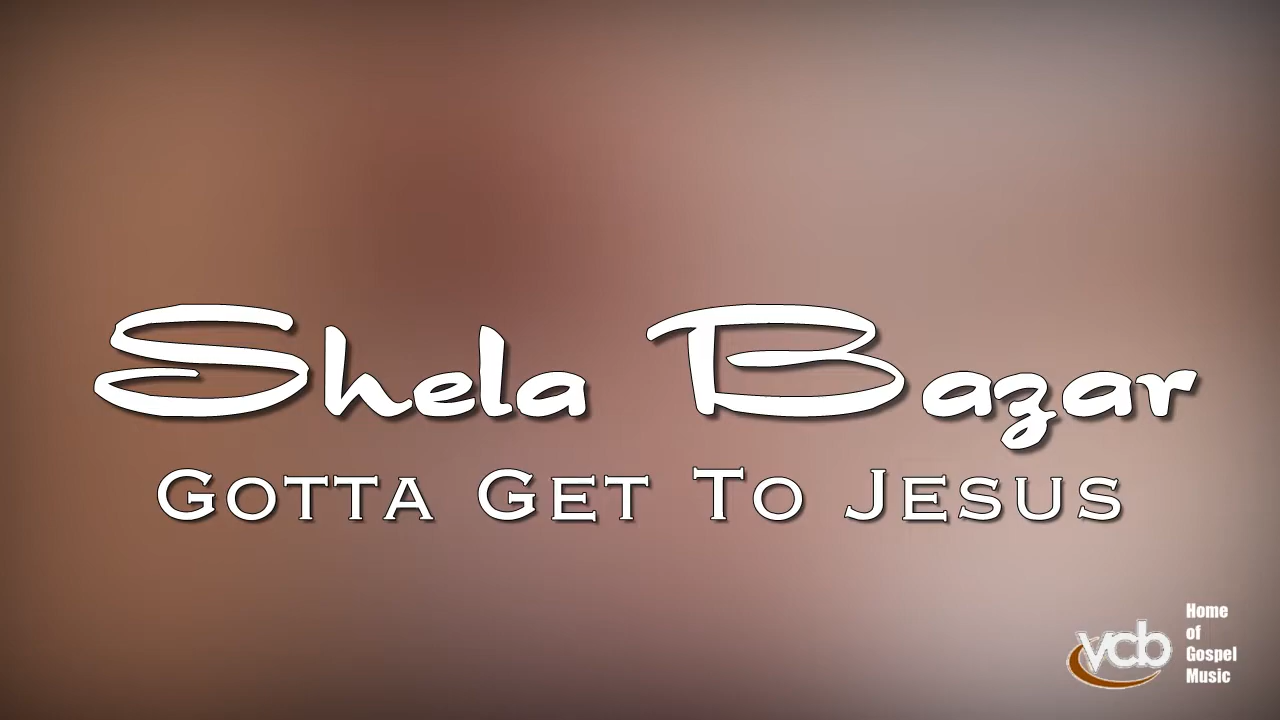 Shela Bazar
GOTTA GET TO JESUS
vcb
Home
of
Gospel
Music